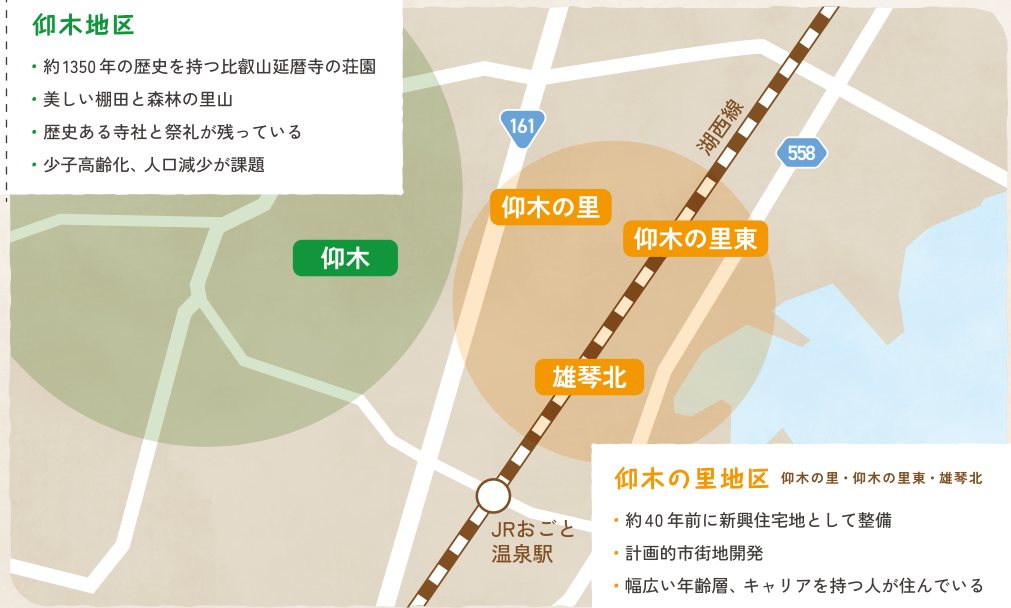 仰木地区
・約1350年の歴史を持つ比叡山延暦寺の荘園
・美しい棚田と森林の里山
・歴史ある寺社と祭礼が残っている
・少子高齢化、人口減少が課題
161
湖西線
558
仰木の里
仰木の里東
仰木
雄琴北
JRおごと
温泉駅
仰木の里地区 仰木の里・仰木の里東・雄琴北
・約40年前に新興住宅地として整備
・計画的市街地開発
・幅広い年齢層、キャリアを持つ人が住んでいる